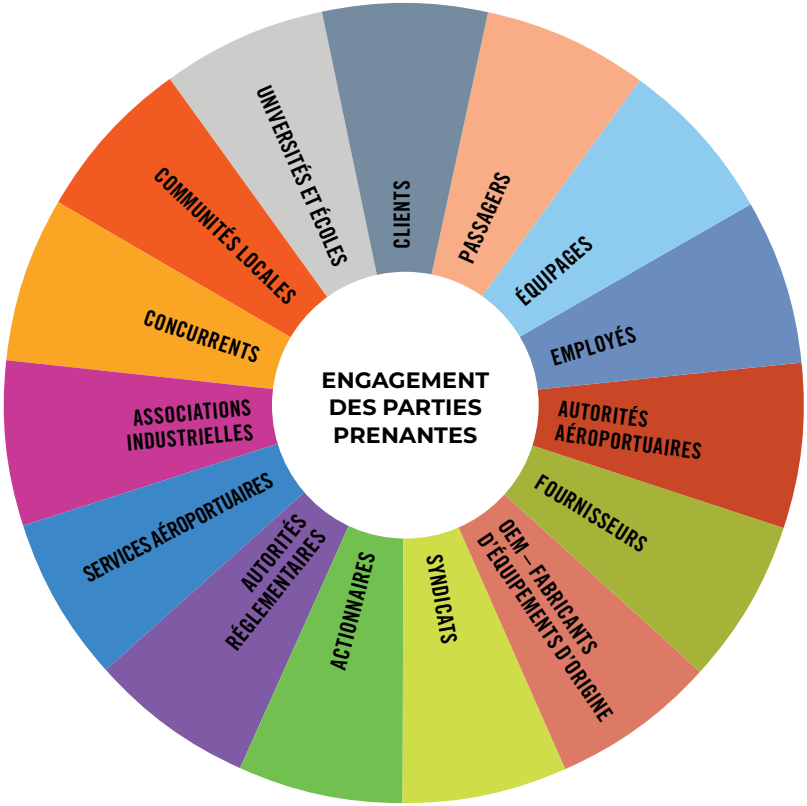 ENGAGEMENT
DES PARTIES
PRENANTES
CLIENTS
PASSAGERS
ÉQUIPAGES
EMPLOYÉS
AUTORITÉS
AÉROPORTUAIRES
FOURNISSEURS
OEM – FABRICANTS
D'ÉQUIPEMENTS D'ORIGINE
SYNDICATS
ACTIONNAIRES
AUTORITÉS
RÉGLEMENTAIRES
SERVICES AÉROPORTUAIRES
ASSOCIATIONS
INDUSTRIELLES
CONCURRENTS
COMMUNITÉS LOCALES
UNIVERSITÉS ET ÉCOLES